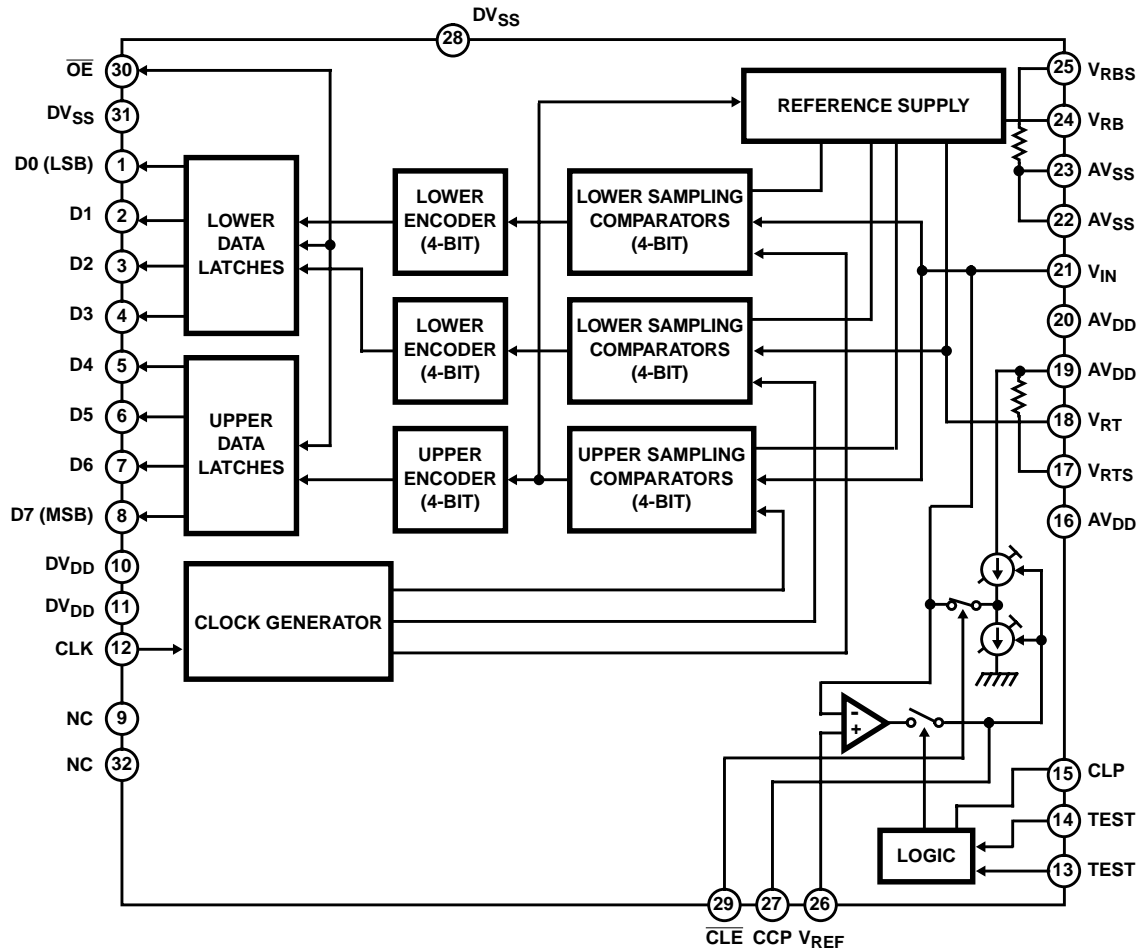 DVSS
28
OE
30
DVSS
31
D0 (LSB)
1
D1
2
D2
3
D3
4
D4
5
D5
6
D6
7
D7 (MSB)
8
DVDD
10
DVDD
11
CLK
12
NC
9
NC
32
LOWER
DATA
LATCHES
UPPER
DATA
LATCHES
CLOCK GENERATOR
LOWER
ENCODER
(4-BIT)
LOWER
ENCODER
(4-BIT)
UPPER
ENCODER
(4-BIT)
LOWER SAMPLING
COMPARATORS
(4-BIT)
LOWER SAMPLING
COMPARATORS
(4-BIT)
UPPER SAMPLING
COMPARATORS
(4-BIT)
REFERENCE SUPPLY
25
VRBS
24
VRB
23
AVSS
22
AVSS
21
VIN
20
AVDD
19
AVDD
18
VRT
17
VRTS
16
AVDD
-
+
LOGIC
15
CLP
14
TEST
13
TEST
29
CLE
27
CCP
26
VREF